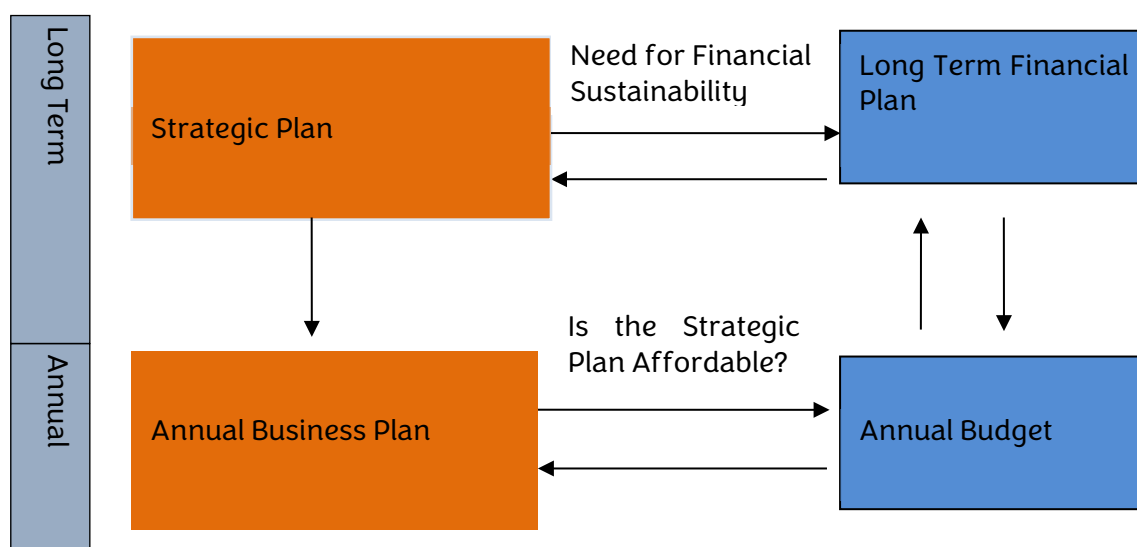 Long Term
Strategic Plan
Need for Financial
Sustainability
Long Term Financial
Plan
Annual
Annual Business Plan
Is the Strategic
Plan Affordable?
Annual Budget